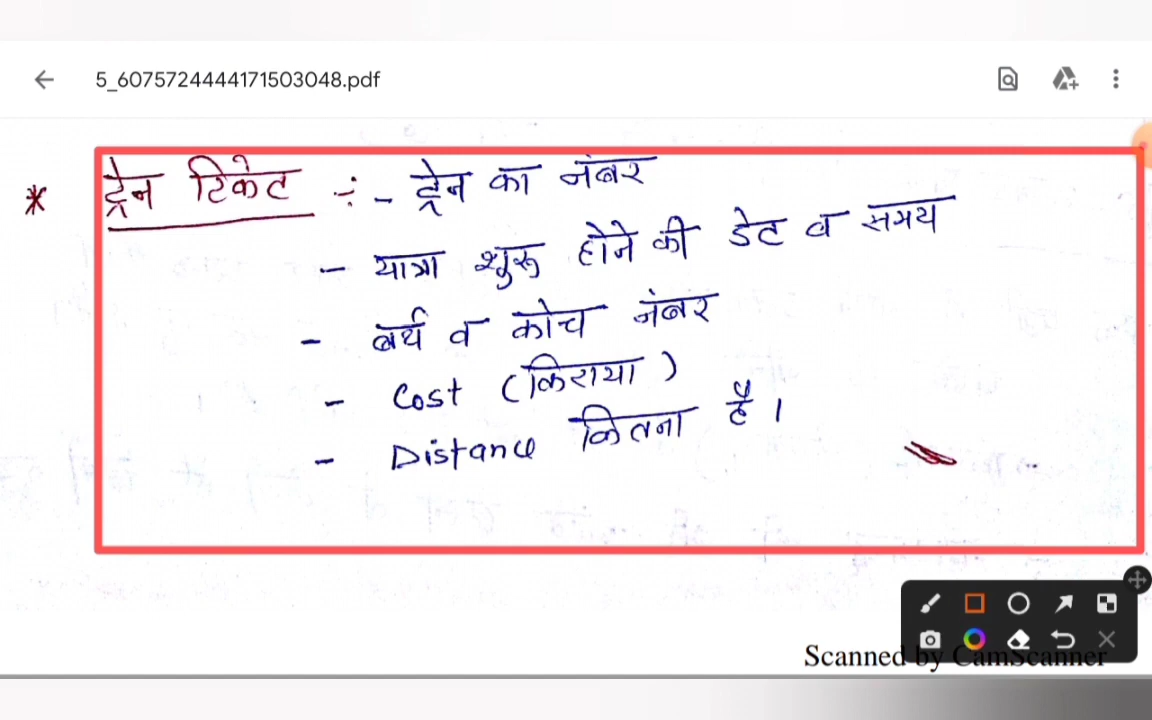 5_6075724444171503048.pdf
* ट्रेन टिकेट ÷ - ट्रेन का नंबर
- यात्रा शुरू होने की डेट व समय
- बर्थ व कोच नंबर
- Cost (किराया)
- Distance कितना है।
Scanned by CamScanner